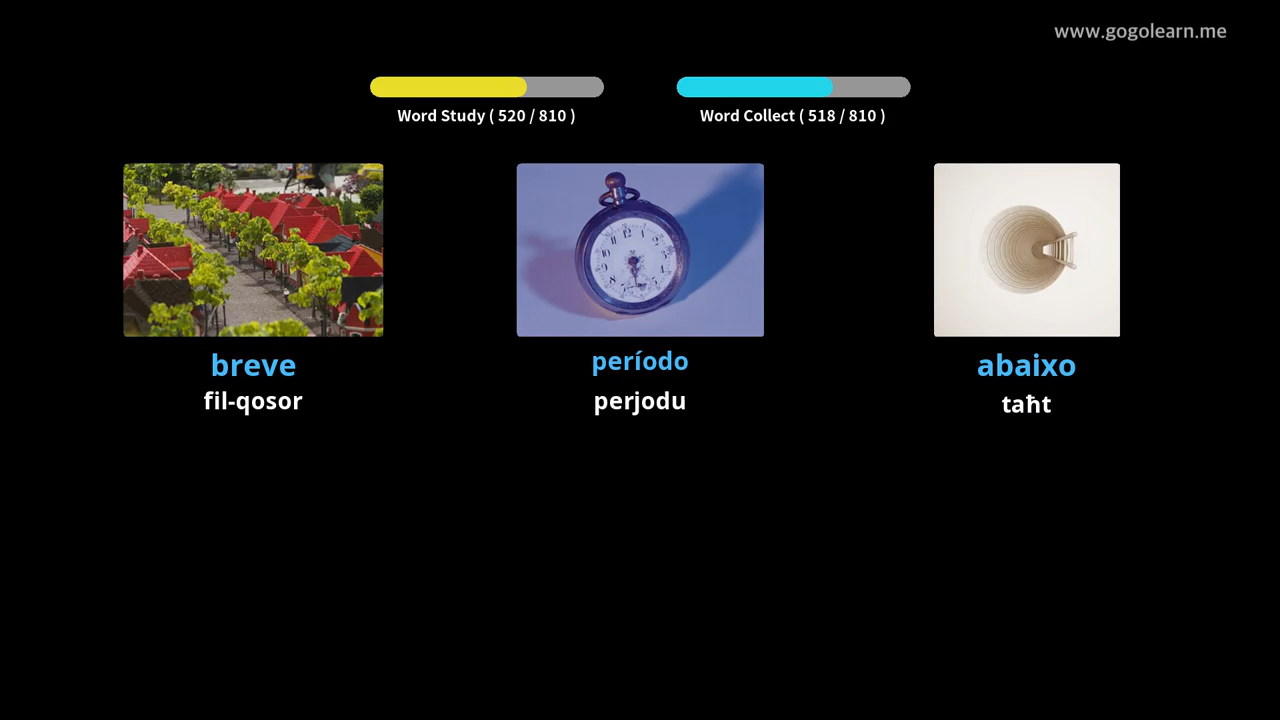 www.gogolearn.me
Word Study ( 520 / 810 )
Word Collect ( 518 / 810 )
breve
fil-qosor
período
perjodu
abaixo
taħt